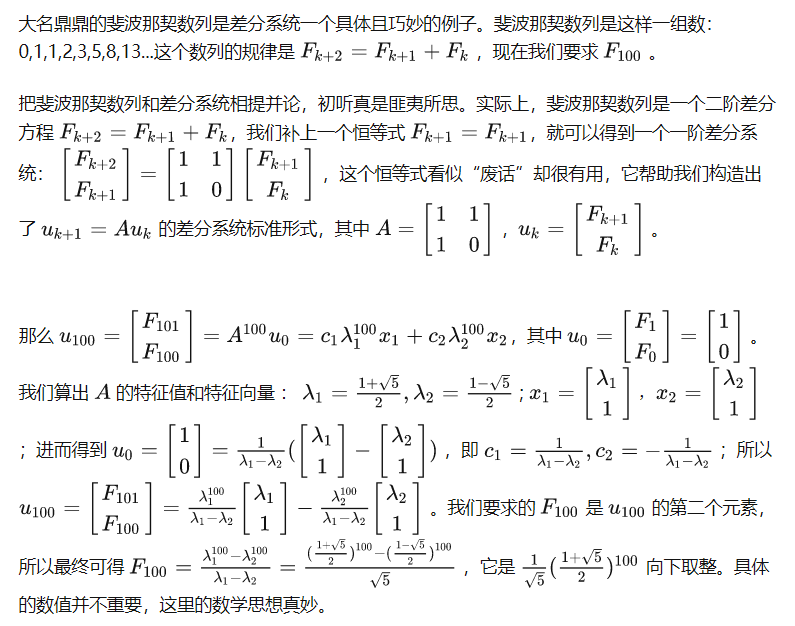 大名鼎鼎的斐波那契数列是差分系统一个具体且巧妙的例子。斐波那契数列是这样一组数：
0,1,1,2,3,5,8,13...这个数列的规律是 $F_{k+2}=F_{k+1}+F_k$ ，现在我们要求 $F_{100}$ 。
把斐波那契数列和差分系统相提并论，初听真是匪夷所思。实际上，斐波那契数列是一个二阶差分
方程 $F_{k+2}=F_{k+1}+F_k$，我们补上一个恒等式 $F_{k+1}=F_{k+1}$，就可以得到一个一阶差分系
统： $\begin{bmatrix}F_{k+2}\\F_{k+1}\end{bmatrix}=\begin{bmatrix}1&1\\1&0\end{bmatrix}\begin{bmatrix}F_{k+1}\\F_k\end{bmatrix}$ ，这个恒等式看似“废话”却很有用，它帮助我们构造出
了 $u_{k+1}=Au_k$ 的差分系统标准形式，其中 $A=\begin{bmatrix}1&1\\1&0\end{bmatrix}$ ， $u_k=\begin{bmatrix}F_{k+1}\\F_k\end{bmatrix}$ 。
那么 $u_{100}=\begin{bmatrix}F_{101}\\F_{100}\end{bmatrix}=A^{100}u_0=c_1\lambda_1^{100}x_1+c_2\lambda_2^{100}x_2$，其中 $u_0=\begin{bmatrix}F_1\\F_0\end{bmatrix}=\begin{bmatrix}1\\0\end{bmatrix}$ 。
我们算出 $A$ 的特征值和特征向量： $\lambda_1=\frac{1+\sqrt{5}}{2},\lambda_2=\frac{1-\sqrt{5}}{2}$ ; $x_1=\begin{bmatrix}\lambda_1\\1\end{bmatrix}$ ， $x_2=\begin{bmatrix}\lambda_2\\1\end{bmatrix}$
；进而得到 $u_0=\begin{bmatrix}1\\0\end{bmatrix}=\frac{1}{\lambda_1-\lambda_2}(\begin{bmatrix}\lambda_1\\1\end{bmatrix}-\begin{bmatrix}\lambda_2\\1\end{bmatrix})$ ，即 $c_1=\frac{1}{\lambda_1-\lambda_2},c_2=-\frac{1}{\lambda_1-\lambda_2}$ ；所以
$u_{100}=\begin{bmatrix}F_{101}\\F_{100}\end{bmatrix}=\frac{\lambda_1^{100}}{\lambda_1-\lambda_2}\begin{bmatrix}\lambda_1\\1\end{bmatrix}-\frac{\lambda_2^{100}}{\lambda_1-\lambda_2}\begin{bmatrix}\lambda_2\\1\end{bmatrix}$ 。我们要求的 $F_{100}$ 是 $u_{100}$ 的第二个元素，
所以最终可得 $F_{100}=\frac{\lambda_1^{100}-\lambda_2^{100}}{\lambda_1-\lambda_2}=\frac{(\frac{1+\sqrt{5}}{2})^{100}-(\frac{1-\sqrt{5}}{2})^{100}}{\sqrt{5}}$ ，它是 $\frac{1}{\sqrt{5}}(\frac{1+\sqrt{5}}{2})^{100}$ 向下取整。具体
的数值并不重要，这里的数学思想真妙。